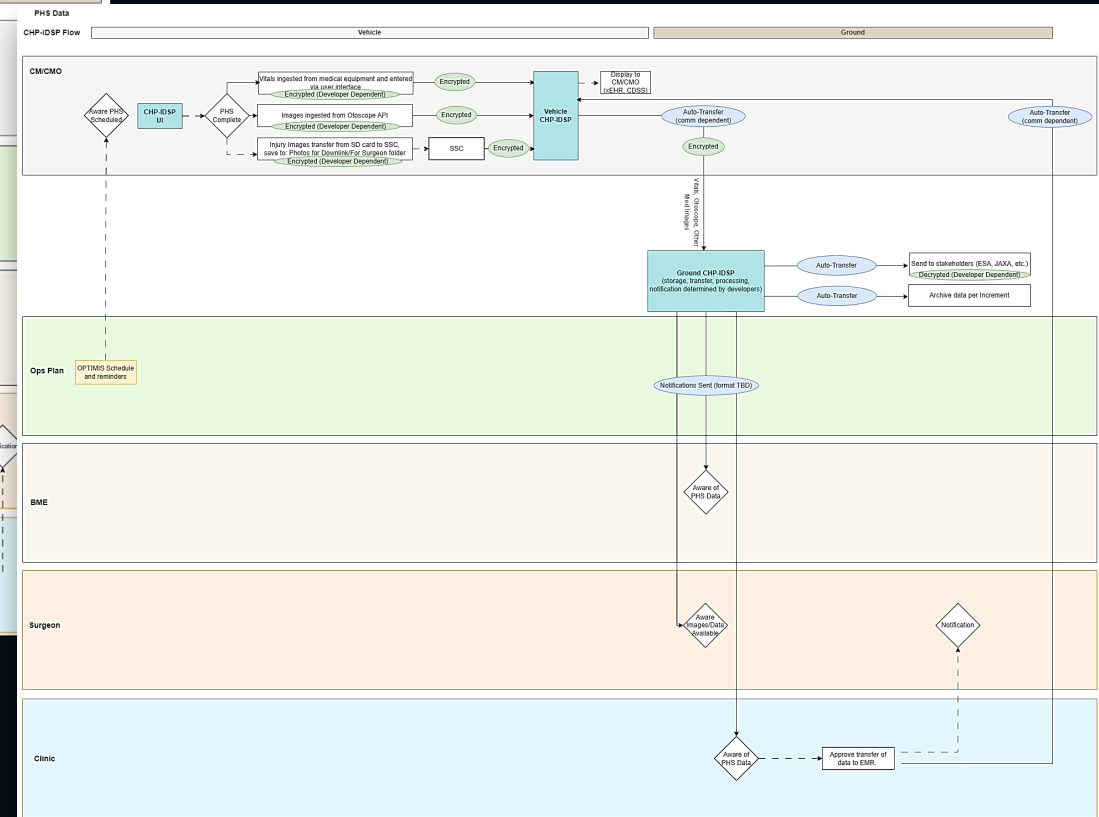 PHS Data
CHP-IDSP Flow
Vehicle
Ground
CM/CMO
Aware PHS
Scheduled
CHP-IDSP
UI
PHS
Complete
Vitals ingested from medical equipment and entered
via user interface
Encrypted (Developer Dependent)
Encrypted
Images ingested from Otoscope API
Encrypted (Developer Dependent)
Encrypted
Injury Images transfer from SD card to SSC,
save to: Photos for Downlink/For Surgeon folder
Encrypted (Developer Dependent)
SSC
Encrypted
Vehicle
CHP-IDSP
Display to
CM/CMO
(xEHR, CDSS)
Auto-Transfer
(comm dependent)
Encrypted
Auto-Transfer
(comm dependent)
Vitals, Otoscope, Other
Med Images
Ground CHP-IDSP
(storage, transfer, processing,
notification determined by developers)
Auto-Transfer
Send to stakeholders (ESA, JAXA, etc.)
Decrypted (Developer Dependent)
Auto-Transfer
Archive data per Increment
Ops Plan
OPTIMIS Schedule
and reminders
Notifications Sent (format TBD)
BME
Aware of
PHS Data
Surgeon
Aware
Images/Data
Available
Notification
Clinic
Aware of
PHS Data
Approve transfer of
data to EMR.